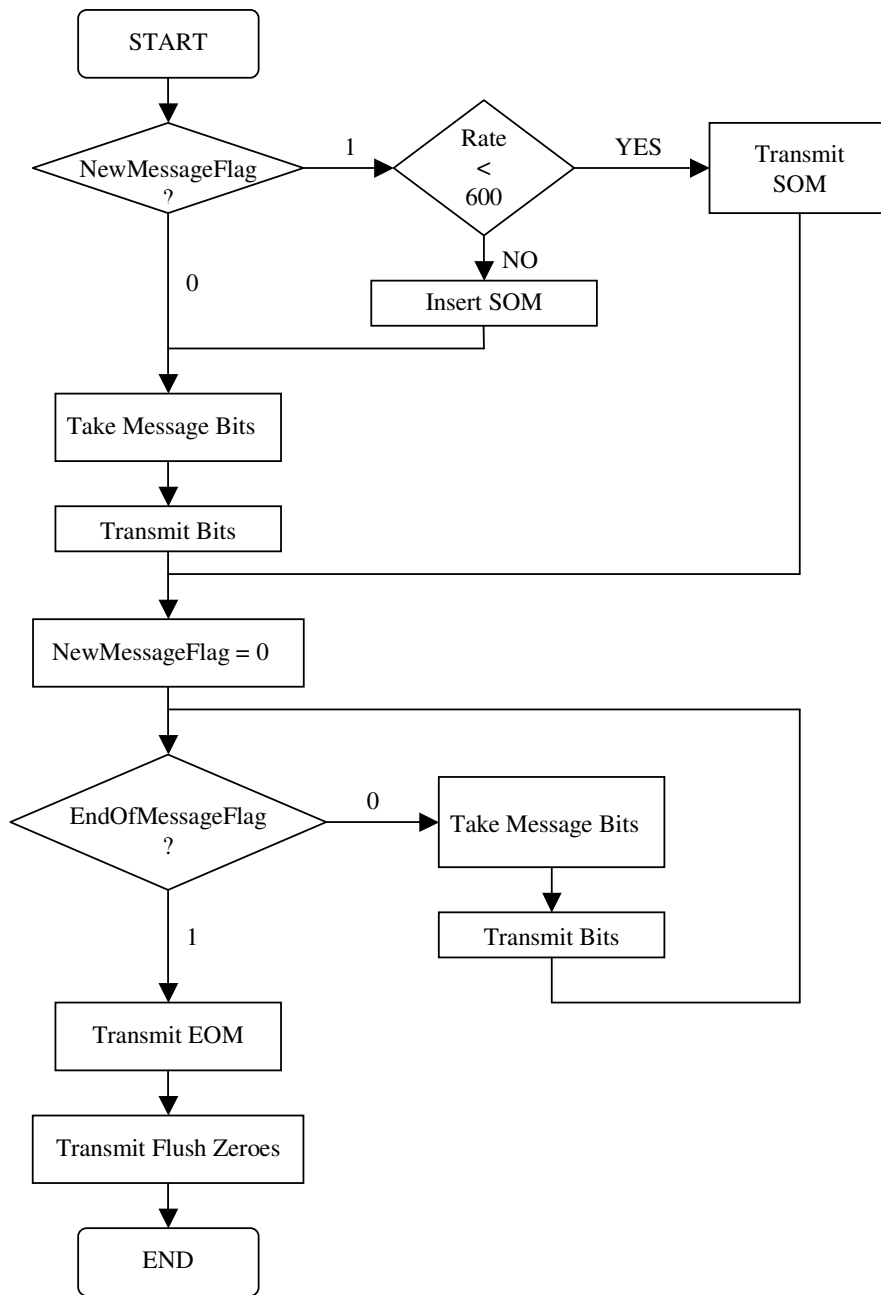 START
NewMessageFlag
?
1
Rate
<
600
YES
Transmit
SOM
NO
0
Insert SOM
Take Message Bits
Transmit Bits
NewMessageFlag = 0
EndOfMessageFlag
?
0
Take Message Bits
Transmit Bits
1
Transmit EOM
Transmit Flush Zeroes
END